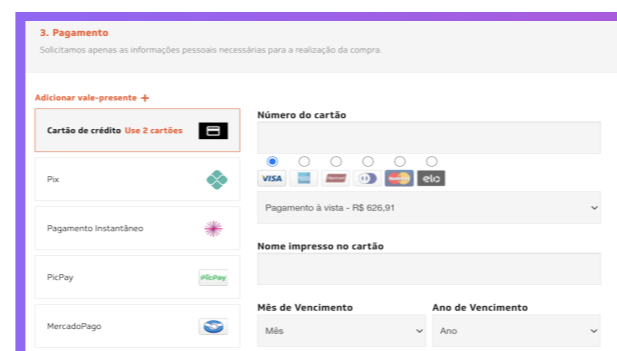 3. Pagamento
Solicitamos apenas as informações pessoais necessárias para a realização da compra.
Adicionar vale-presente +
Cartão de crédito Use 2 cartões
Pix
Pagamento Instantâneo
PicPay PicPay
MercadoPago
Número do cartão
VISA elo
Pagamento à vista - R$ 626,91
Nome impresso no cartão
Mês de Vencimento Ano de Vencimento
Mês Ano